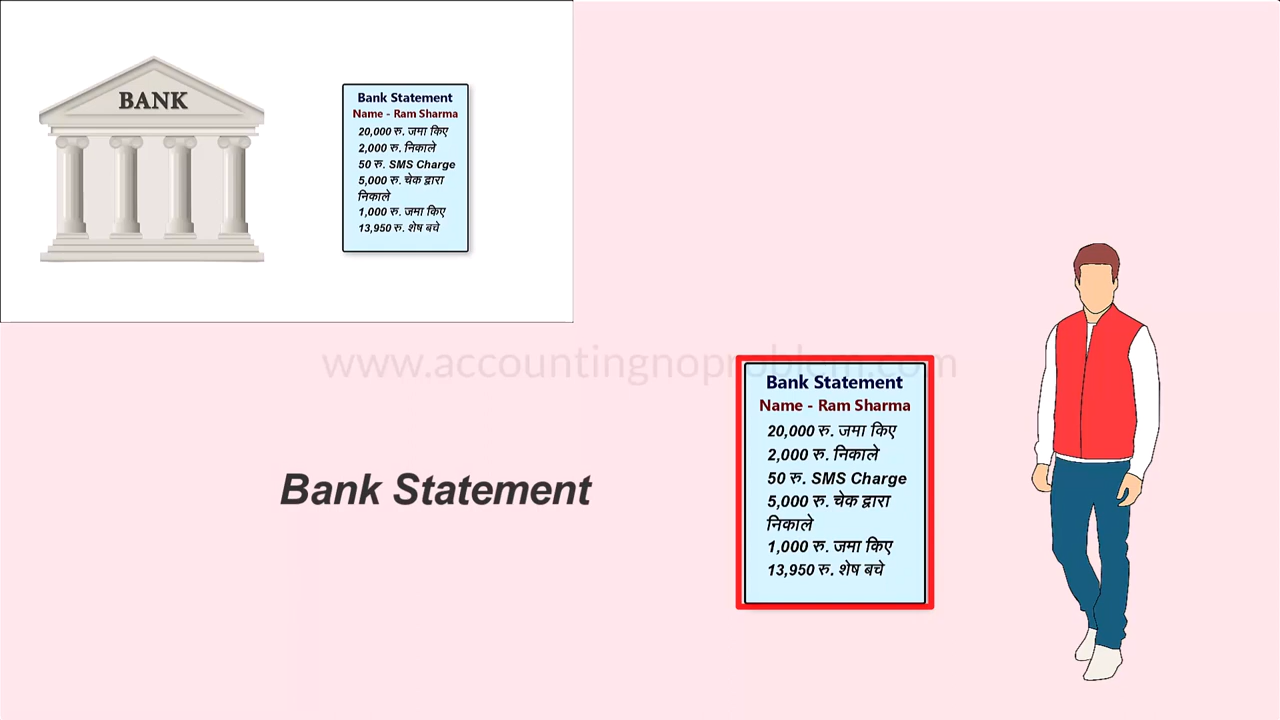 BANK
Bank Statement
Name - Ram Sharma
20,000 रु. जमा किए
2,000 रु. निकाले
50 रु. SMS Charge
5,000 रु. चेक द्वारा
निकाले
1,000 रु. जमा किए
13,950 रु. शेष बचे
www.accountingnoproblem.com
Bank Statement
Bank Statement
Name - Ram Sharma
20,000 रु. जमा किए
2,000 रु. निकाले
50 रु. SMS Charge
5,000 रु. चेक द्वारा
निकाले
1,000 रु. जमा किए
13,950 रु. शेष बचे